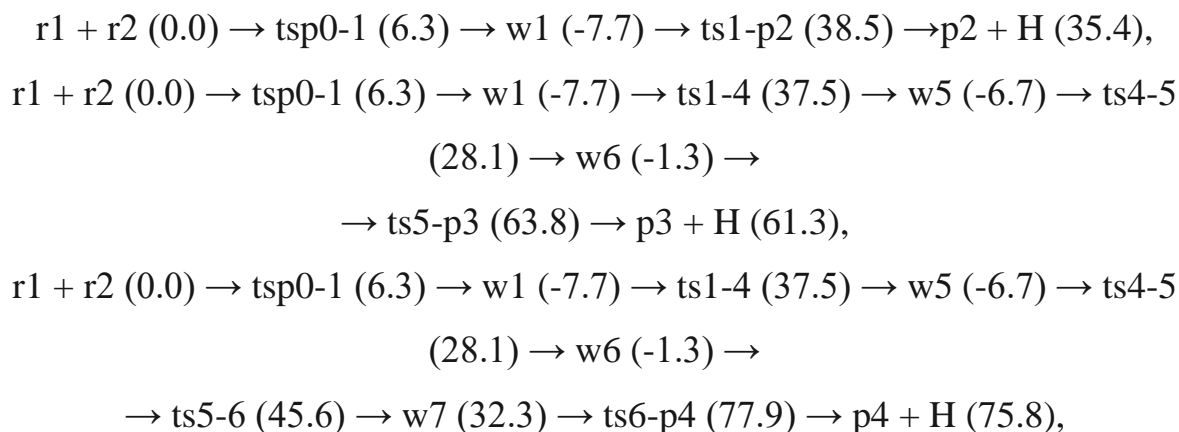 r1 + r2 (0.0) → tsp0-1 (6.3) → w1 (-7.7) → ts1-p2 (38.5) →p2 + H (35.4),
r1 + r2 (0.0) → tsp0-1 (6.3) → w1 (-7.7) → ts1-4 (37.5) → w5 (-6.7) → ts4-5
(28.1) → w6 (-1.3) →
→ ts5-p3 (63.8) → p3 + H (61.3),
r1 + r2 (0.0) → tsp0-1 (6.3) → w1 (-7.7) → ts1-4 (37.5) → w5 (-6.7) → ts4-5
(28.1) → w6 (-1.3) →
→ ts5-6 (45.6) → w7 (32.3) → ts6-p4 (77.9) → p4 + H (75.8),